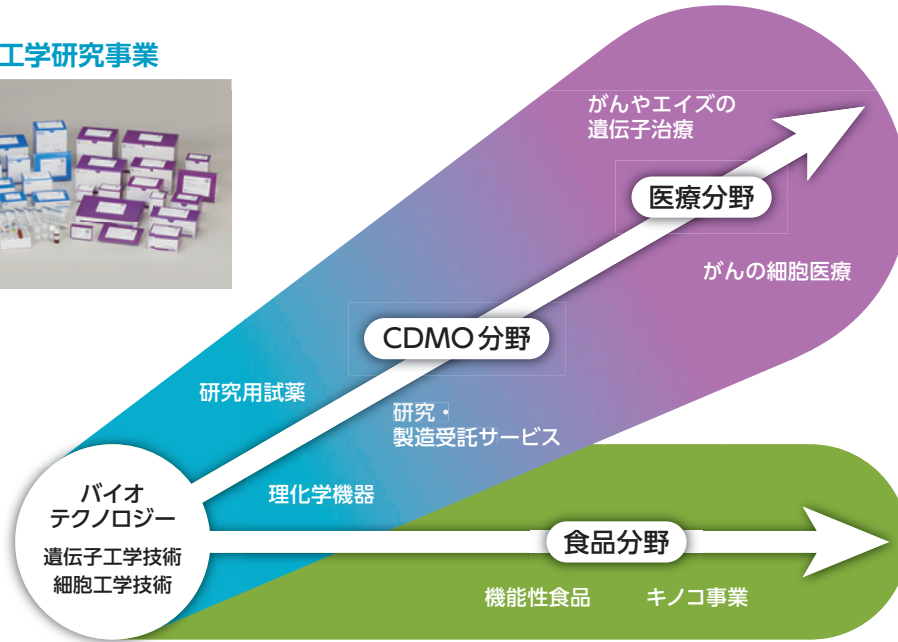 工学研究事業
がんやエイズの
遺伝子治療
医療分野
がんの細胞医療
CDMO分野
研究用試薬
研究・
製造受託サービス
理化学機器
バイオ
テクノロジー
遺伝子工学技術
細胞工学技術
食品分野
機能性食品
キノコ事業